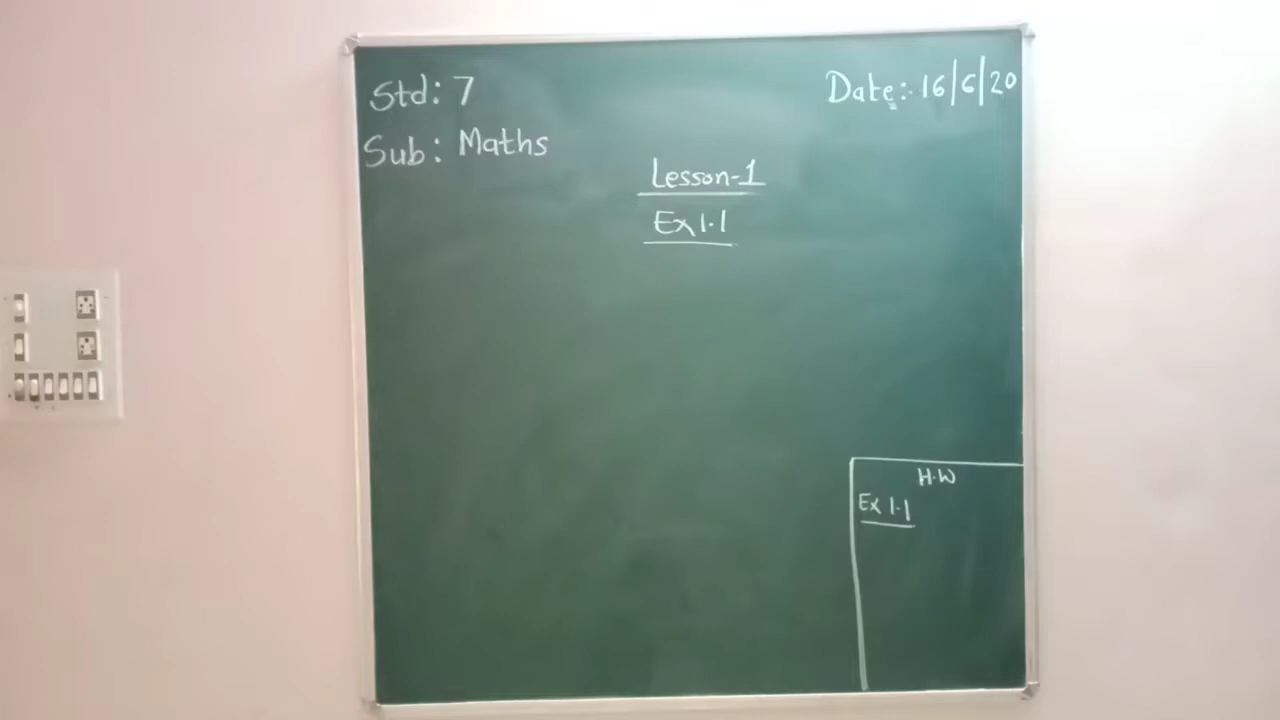 Std: 7
Date:- 16/6/20
Sub: Maths
Lesson-1
Ex 1.1
H.W
Ex 1.1